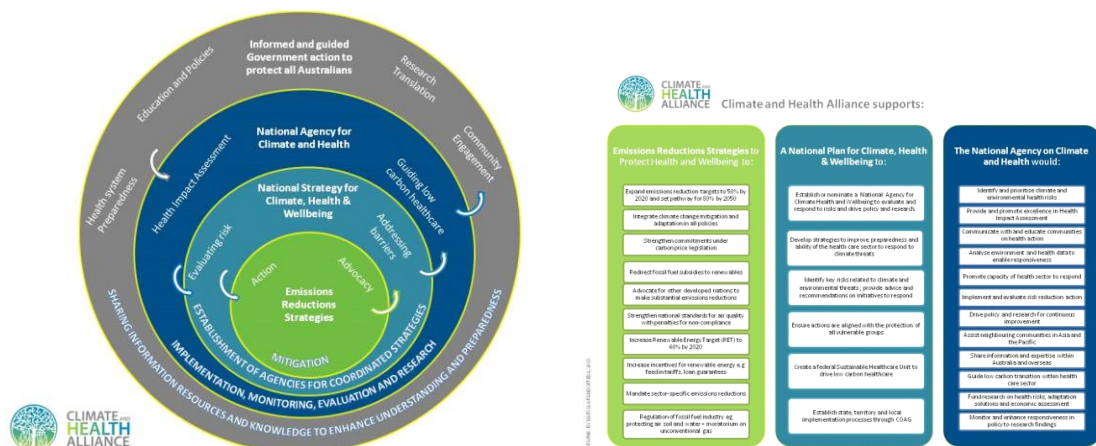 Informed and guided
Government action to
protect all Australians
Education and Policies
Research
Translation
Health system
Preparedness
Community
Engagement
National Agency for
Climate and Health
Health Impact Assessment
Guiding low
carbon healthcare
National Strategy for
Climate, Health &
Wellbeing
Evaluating risk
Addressing
barriers
Action
Advocacy
Emissions
Reductions
Strategies
MITIGATION
ESTABLISHMENT OF AGENCIES FOR COORDINATED STRATEGIES
IMPLEMENTATION, MONITORING, EVALUATION AND RESEARCH
SHARING INFORMATION RESOURCES AND KNOWLEDGE TO ENHANCE UNDERSTANDING AND PREPAREDNESS
CLIMATE AND
HEALTH
ALLIANCE
CLIMATE AND
HEALTH
ALLIANCE
Climate and Health Alliance supports:
Emissions Reductions Strategies to
Protect Health and Wellbeing to:
Expand emissions reduction targets to 50% by
2020 and set pathway for 80% by 2050
Integrate climate change mitigation and
adaptation in all policies
Strengthen commitments under
carbon price legislation
Redirect fossil fuel subsidies to renewables
Advocate for other developed nations to
make substantial emissions reductions
Strengthen national standards for air quality
with penalties for non-compliance
Increase Renewable Energy Target (RET) to
60% by 2020
Increase incentives for renewable energy e.g
feed in tariffs, loan guarantees
Mandate sector-specific emissions reductions
Regulation of fossil fuel industry eg
protecting air soil and water + moratorium on
unconventional gas
A National Plan for Climate, Health
& Wellbeing to:
Establish or nominate a National Agency for
Climate Health and Wellbeing to evaluate and
respond to risks and drive policy and research
Develop strategies to improve preparedness and
ability of the health care sector to respond to
climate threats
Identify key risks related to climate and
environmental threats; provide advice and
recommendations on initiatives to respond
Ensure actions are aligned with the protection of
all vulnerable groups
Create a federal Sustainable Healthcare Unit to
drive low carbon healthcare
Establish state, territory and local
implementation processes through COAG
The National Agency on Climate
and Health would:
Identify and prioritise climate and
environmental health risks
Provide and promote excellence in Health
Impact Assessment
Communicate with and educate communities
on health action
Analyse environment and health data to
enable responsiveness
Promote capacity of health sector to respond
Implement and evaluate risk reduction action
Drive policy and research for continuous
improvement
Assist neighbouring communities in Asia and
the Pacific
Share information and expertise within
Australia and overseas
Guide low carbon transition within health
care sector
Fund research on health risks, adaptation
solutions and economic assessment
Monitor and enhance responsiveness in
policy to research findings